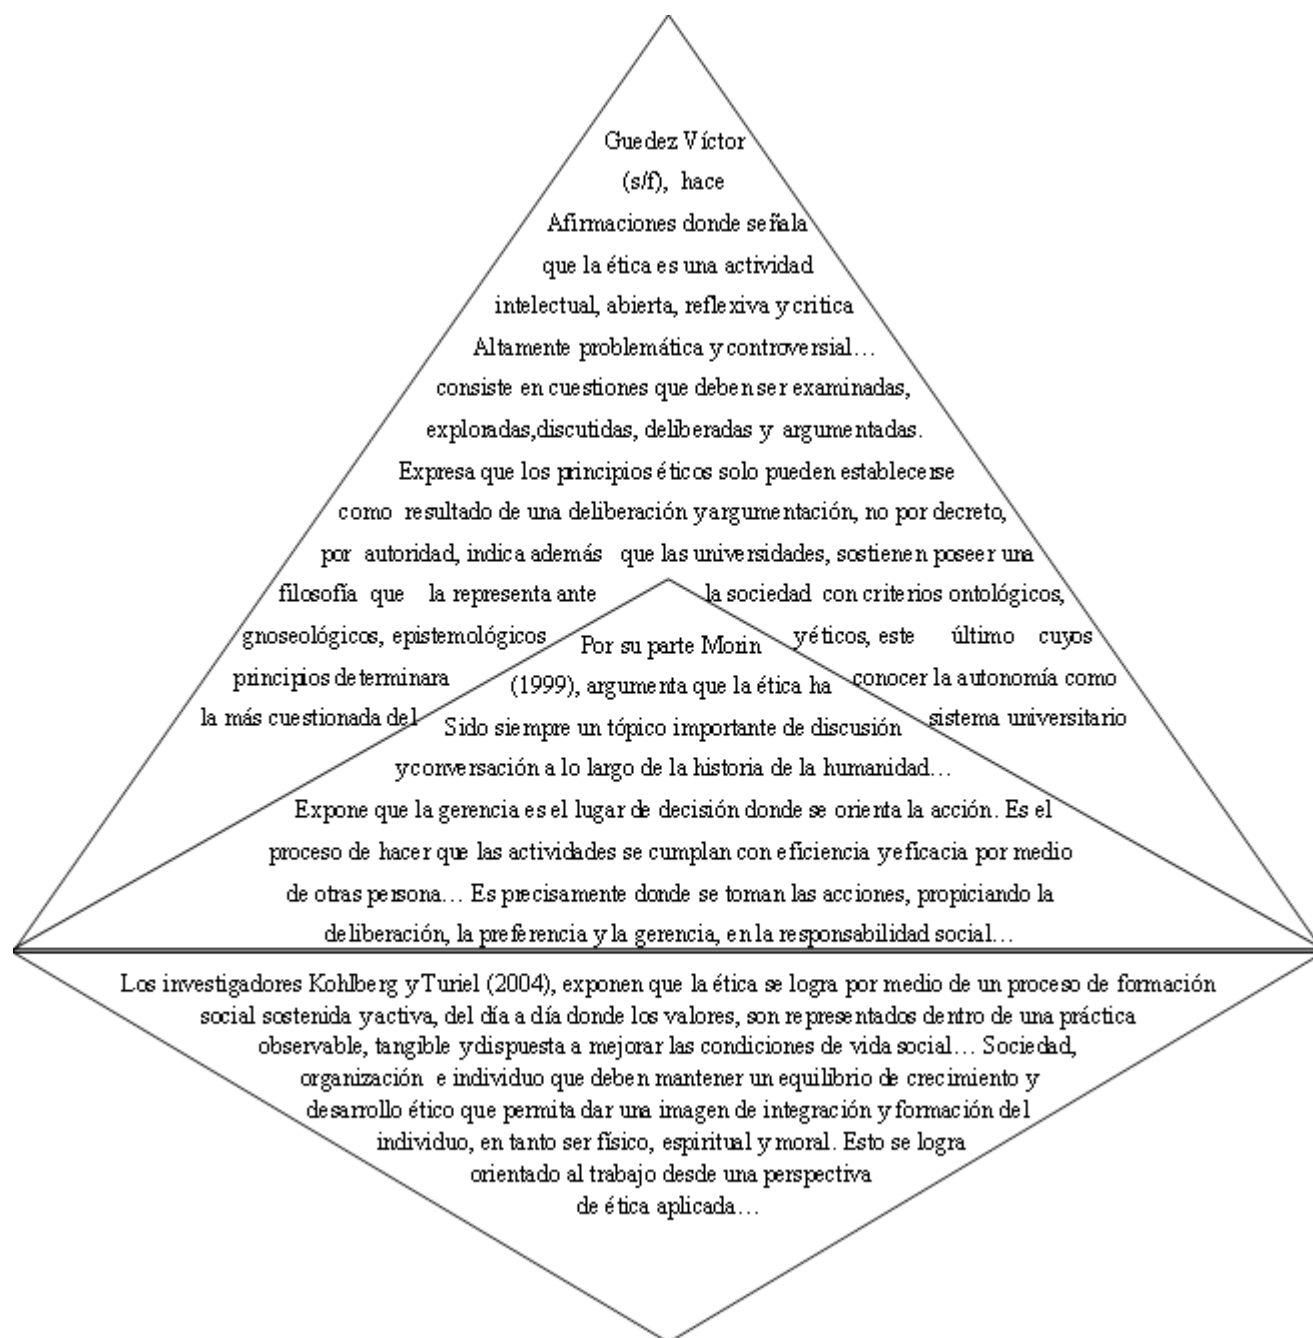 Guedez Víctor
(s/f), hace
Afirmaciones donde señala
que la ética es una actividad
intelectual, abierta, reflexiva y critica
Altamente problemática y controversial…
consiste en cuestiones que deben ser examinadas,
exploradas,discutidas, deliberadas y argumentadas.
Expresa que los principios éticos solo pueden establecerse
como resultado de una deliberación y argumentación, no por decreto,
por autoridad, indica además que las universidades, sostienen poseer una
filosofía que la representa ante la sociedad con criterios ontológicos,
gnoseológicos, epistemológicos y éticos, este último cuyos
principios determinara conocer la autonomía como
la más cuestionada del sistema universitario
Por su parte Morin
(1999), argumenta que la ética ha
Sido siempre un tópico importante de discusión
y conversación a lo largo de la historia de la humanidad…
Expone que la gerencia es el lugar de decisión donde se orienta la acción. Es el
proceso de hacer que las actividades se cumplan con eficiencia y eficacia por medio
de otras persona… Es precisamente donde se toman las acciones, propiciando la
deliberación, la preferencia y la gerencia, en la responsabilidad social…
Los investigadores Kohlberg y Turiel (2004), exponen que la ética se logra por medio de un proceso de formación
social sostenida y activa, del día a día donde los valores, son representados dentro de una práctica
observable, tangible y dispuesta a mejorar las condiciones de vida social… Sociedad,
organización e individuo que deben mantener un equilibrio de crecimiento y
desarrollo ético que permita dar una imagen de integración y formación del
individuo, en tanto ser físico, espiritual y moral. Esto se logra
orientado al trabajo desde una perspectiva
de ética aplicada…